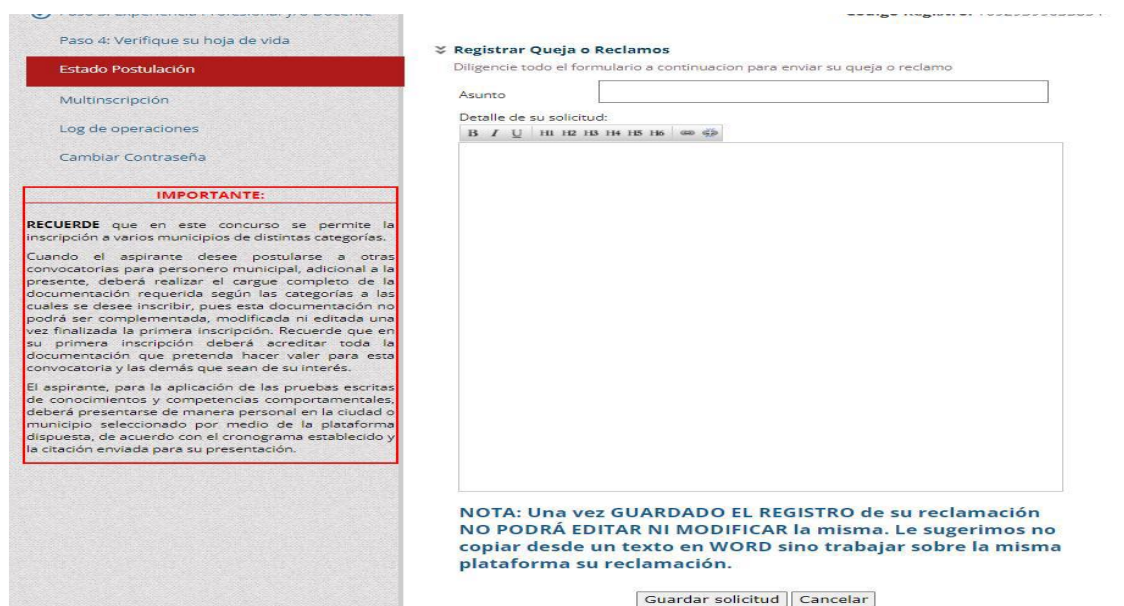 Paso 4: Verifique su hoja de vida
Estado Postulación
Multinscripción
Log de operaciones
Cambiar Contraseña
IMPORTANTE:
RECUERDE que en este concurso se permite la
inscripción a varios municipios de distintas categorías.
Cuando el aspirante desee postularse a otras
convocatorias para personero municipal, adicional a la
presente, deberá realizar el cargue completo de la
documentación requerida según las categorías a las
cuales se desee inscribir, pues esta documentación no
podrá ser complementada, modificada ni editada una
vez finalizada la primera inscripción. Recuerde que en
su primera inscripción deberá acreditar toda la
documentación que pretenda hacer valer para esta
convocatoria y las demás que sean de su interés.
El aspirante, para la aplicación de las pruebas escritas
de conocimientos y competencias comportamentales,
deberá presentarse de manera personal en la ciudad o
municipio seleccionado por medio de la plataforma
dispuesta, de acuerdo con el cronograma establecido y
la citación enviada para su presentación.
Registrar Queja o Reclamos
Diligencie todo el formulario a continuacion para enviar su queja o reclamo
Asunto
Detalle de su solicitud:
B I U H1 H2 H3 H4 H5 H6
NOTA: Una vez GUARDADO EL REGISTRO de su reclamación
NO PODRÁ EDITAR NI MODIFICAR la misma. Le sugerimos no
copiar desde un texto en WORD sino trabajar sobre la misma
plataforma su reclamación.
Guardar solicitud Cancelar